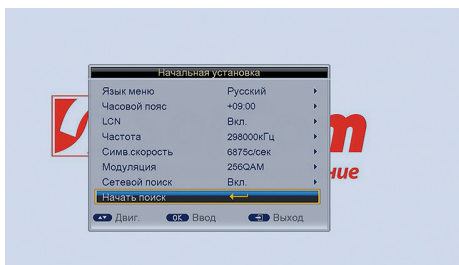 Начальная установка
Язык меню Русский
Часовой пояс +09:00
LCN Вкл.
Частота 298000кГц
Симв.скорость 6875с/сек
Модуляция 256QAM
Сетевой поиск Вкл.
Начать поиск
Двиг. OK Ввод Выход